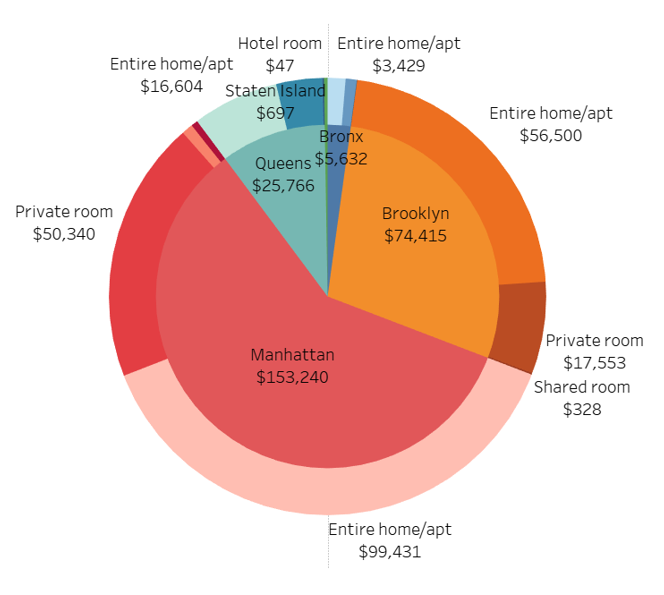 Hotel room
$47
Entire home/apt
$3,429
Entire home/apt
$16,604
Staten Island
$697
Entire home/apt
$56,500
Bronx
$5,632
Queens
$25,766
Private room
$50,340
Brooklyn
$74,415
Private room
$17,553
Manhattan
$153,240
Shared room
$328
Entire home/apt
$99,431